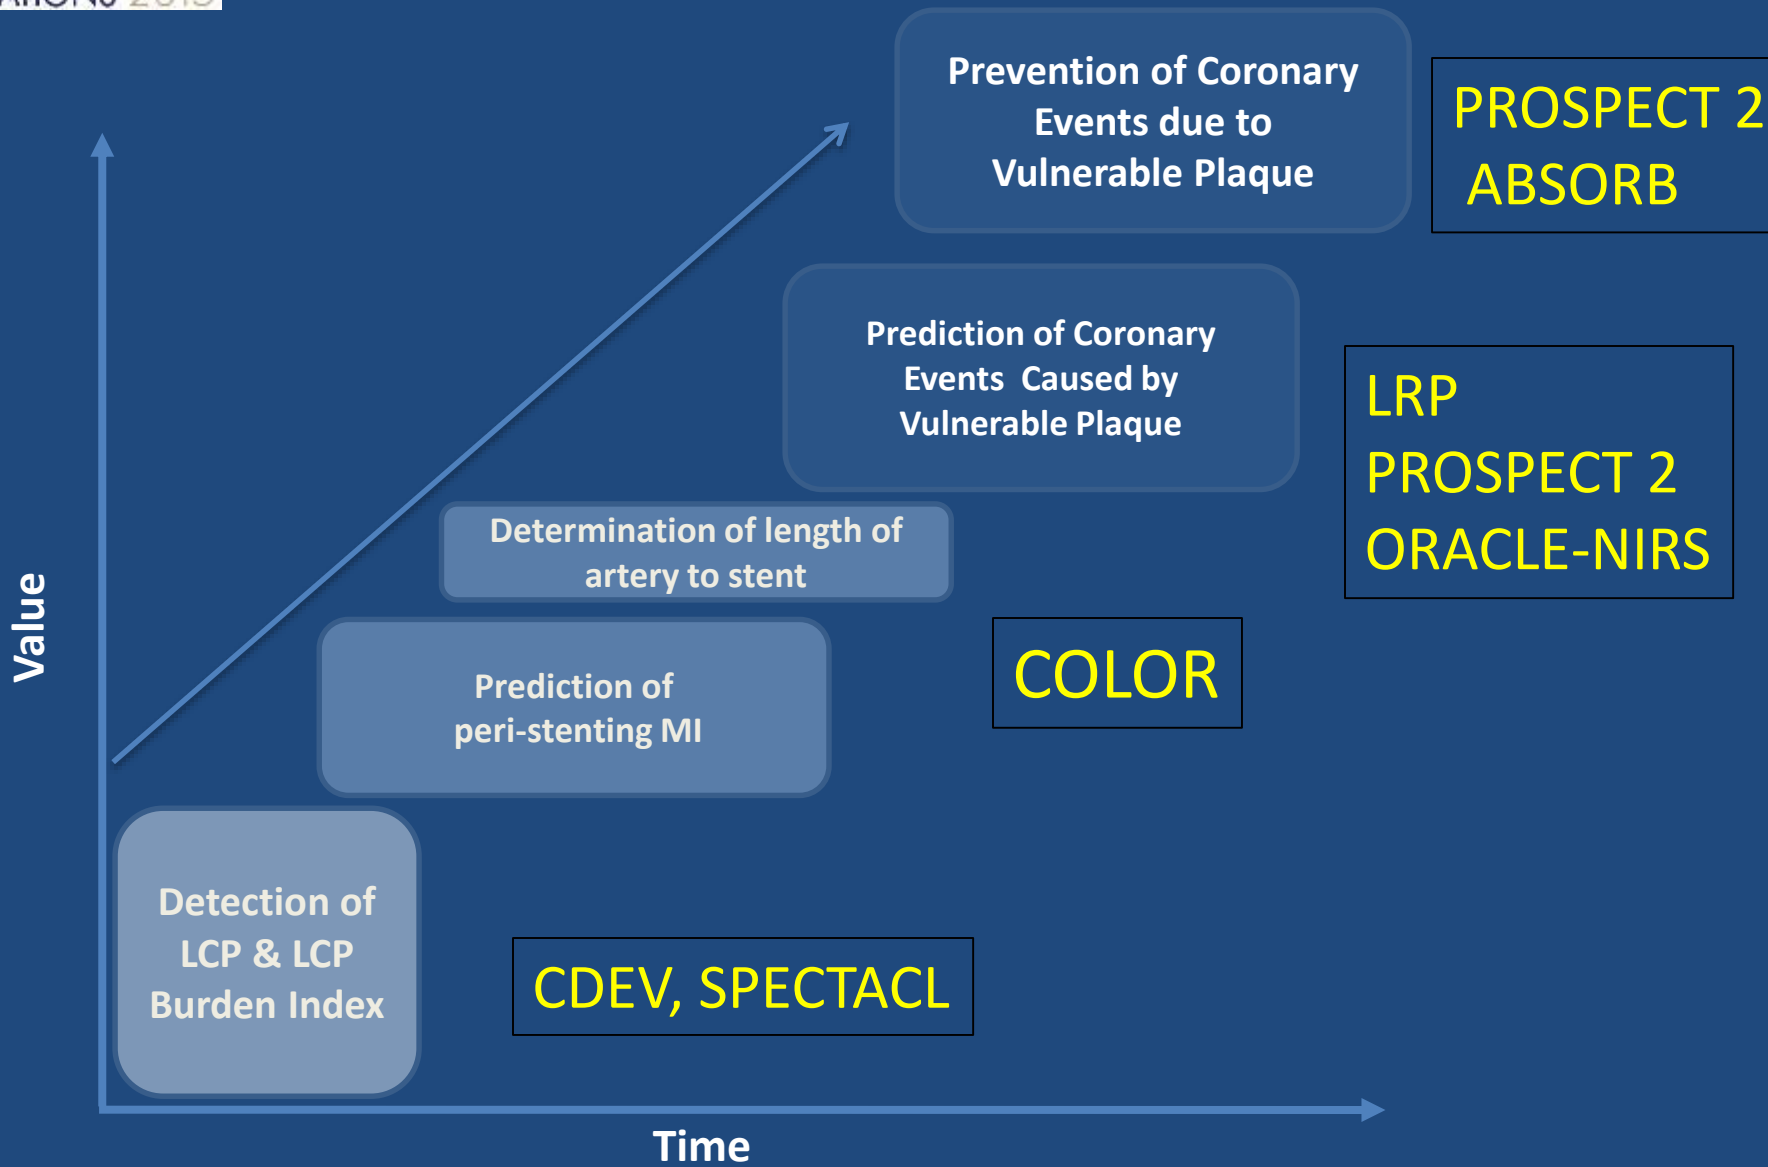 2015
Prevention of Coronary
Events due to
Vulnerable Plaque
PROSPECT 2
ABSORB
Prediction of Coronary
Events Caused by
Vulnerable Plaque
LRP
PROSPECT 2
ORACLE-NIRS
Determination of length of
artery to stent
COLOR
Prediction of
peri-stenting MI
Value
Detection of
LCP & LCP
Burden Index
CDEV, SPECTACL
Time